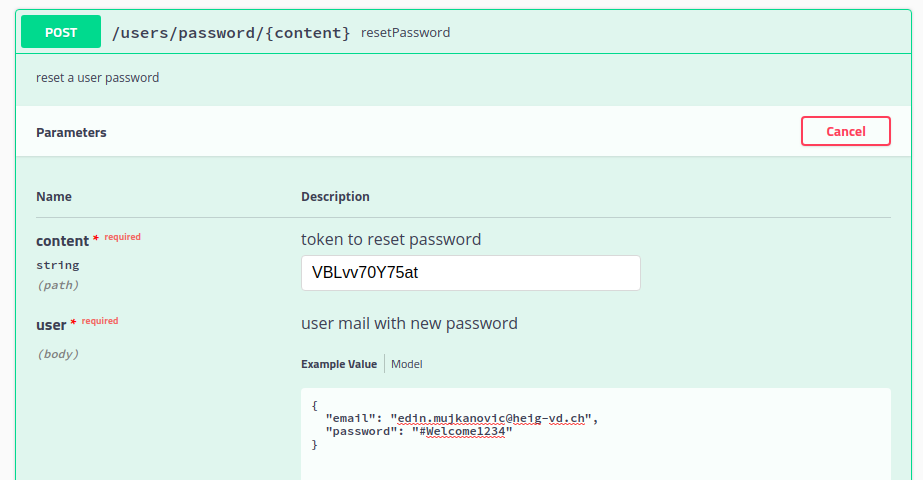 POST /users/password/{content} resetPassword
reset a user password
Parameters Cancel
Name Description
content * required token to reset password
string VBLvv70Y75at
(path)
user * required user mail with new password
(body)
Example Value Model
{
"email": "edin.mujkanovic@heig-vd.ch",
"password": "#Welcome1234"
}